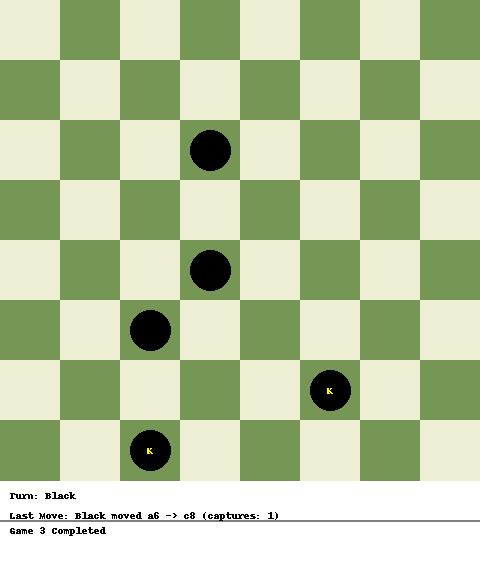 K
K
Turn: Black
Last Move: Black moved a6 -> c8 (captures: 1)
Game 3 Completed